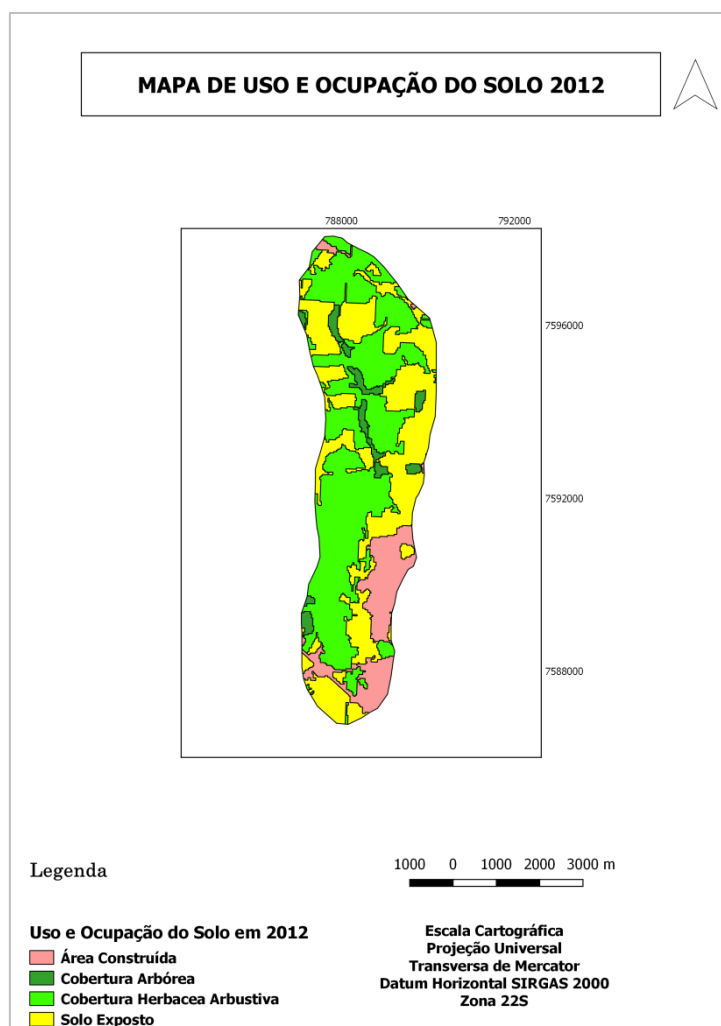 MAPA DE USO E OCUPAÇÃO DO SOLO 2012
788000 792000
7596000
7592000
7588000
Legenda
1000 0 1000 2000 3000 m
Uso e Ocupação do Solo em 2012
Área Construída
Cobertura Arbórea
Cobertura Herbacea Arbustiva
Solo Exposto
Escala Cartográfica
Projeção Universal
Transversa de Mercator
Datum Horizontal SIRGAS 2000
Zona 22S